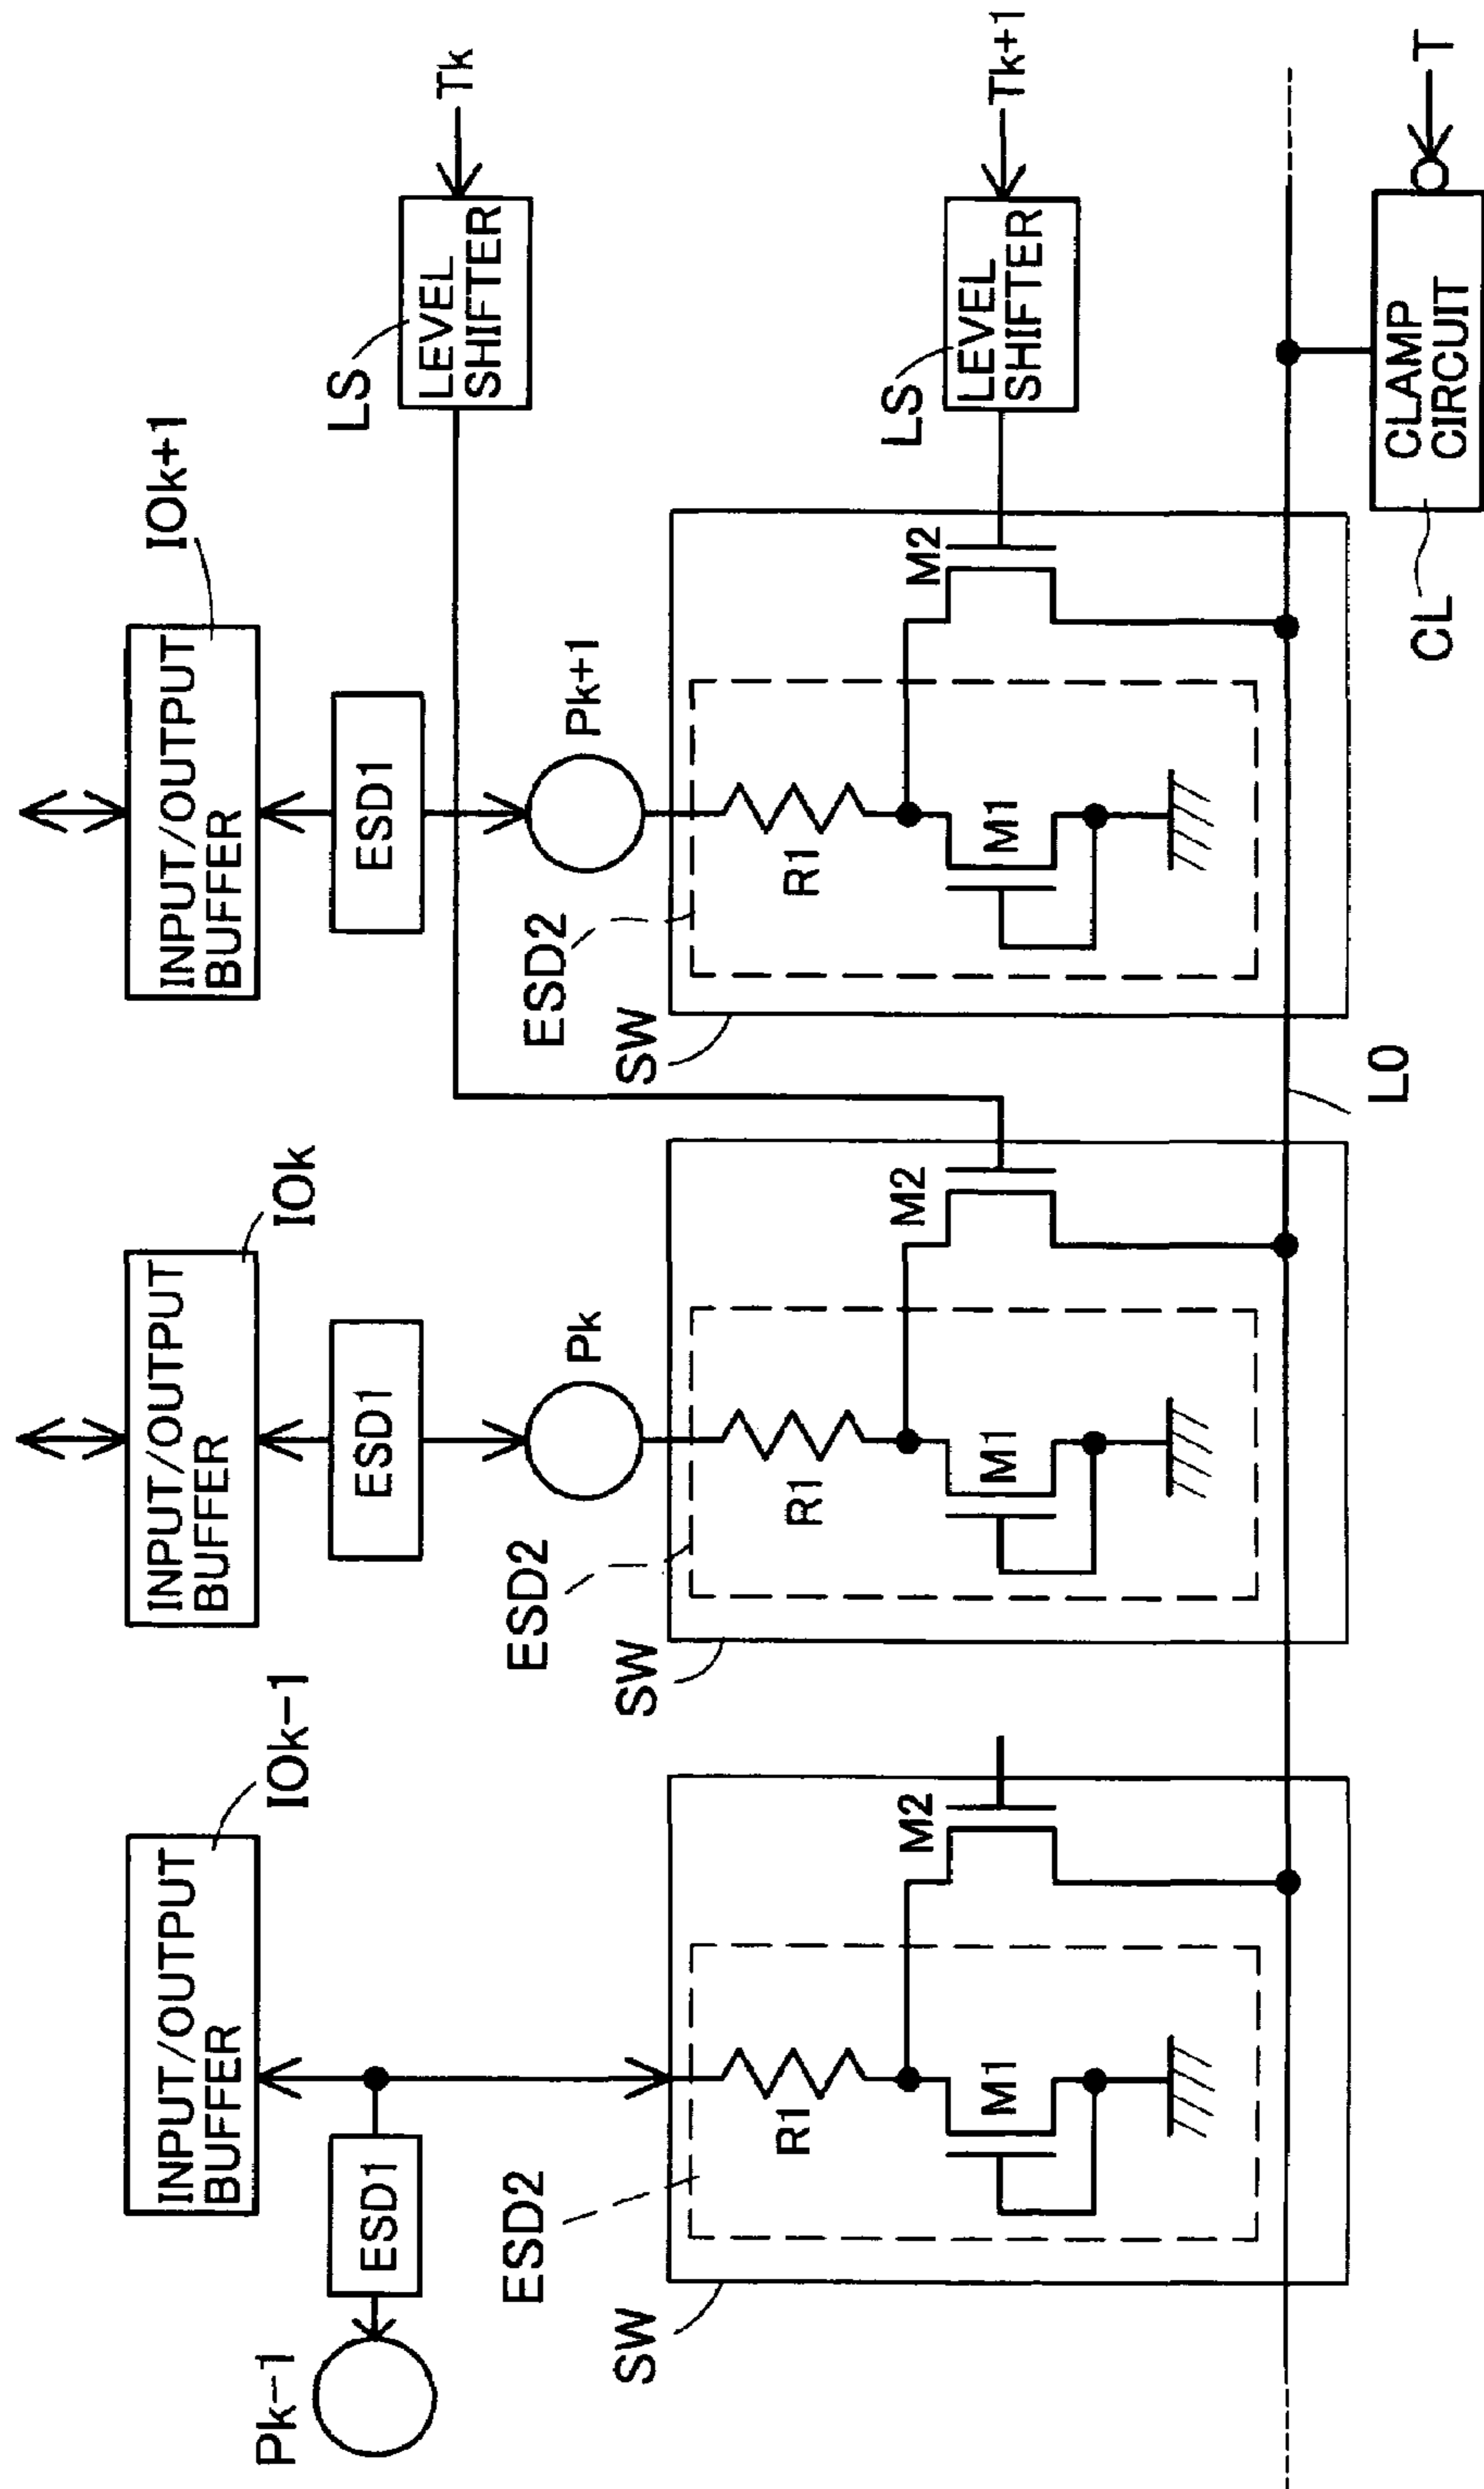 INPUT/OUTPUT
BUFFER
IOk-1
INPUT/OUTPUT
BUFFER
IOk
INPUT/OUTPUT
BUFFER
IOk+1
Pk-1
ESD1
ESD1
ESD1
LS
LEVEL
SHIFTER
Tk
ESD2
ESD2
Pk
ESD2
Pk+1
SW
SW
SW
R1
M1
M2
R1
M1
M2
R1
M1
M2
LS
LEVEL
SHIFTER
Tk+1
L0
CL
CLAMP
CIRCUIT
T